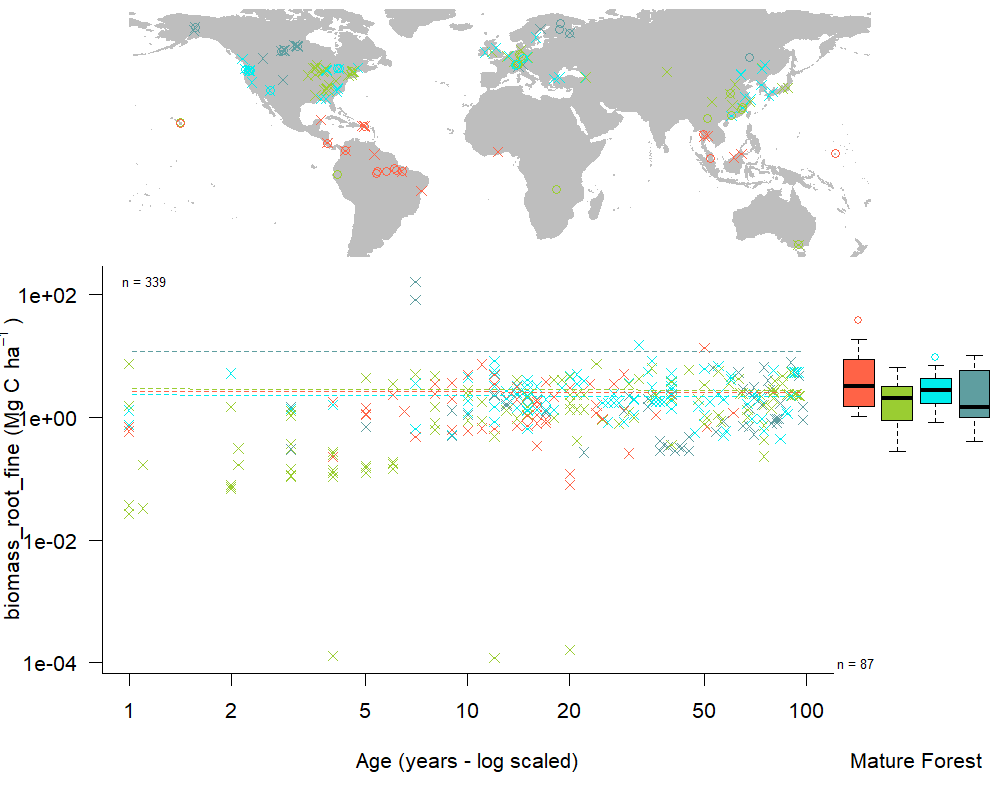 n = 339
1e+02
1e+00
1e-02
1e-04
biomass_root_fine (Mg C ha⁻¹)
n = 87
1 2 5 10 20 50 100
Age (years - log scaled)
Mature Forest